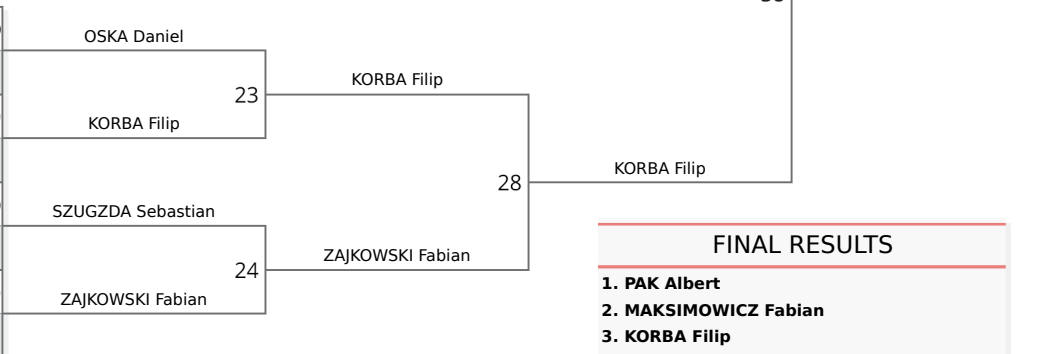 OSKA Daniel
23
KORBA Filip
KORBA Filip
SZUGZDA Sebastian
24
ZAJKOWSKI Fabian
ZAJKOWSKI Fabian
28
KORBA Filip
FINAL RESULTS
1. PAK Albert
2. MAKSIMOWICZ Fabian
3. KORBA Filip